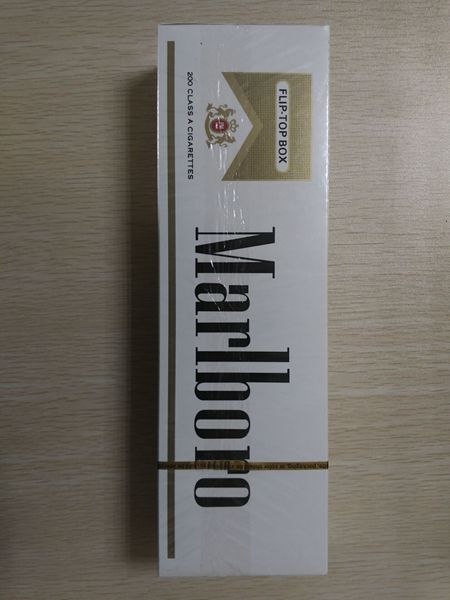 FLIP-TOP BOX
200 CLASS A CIGARETTES
Marlboro